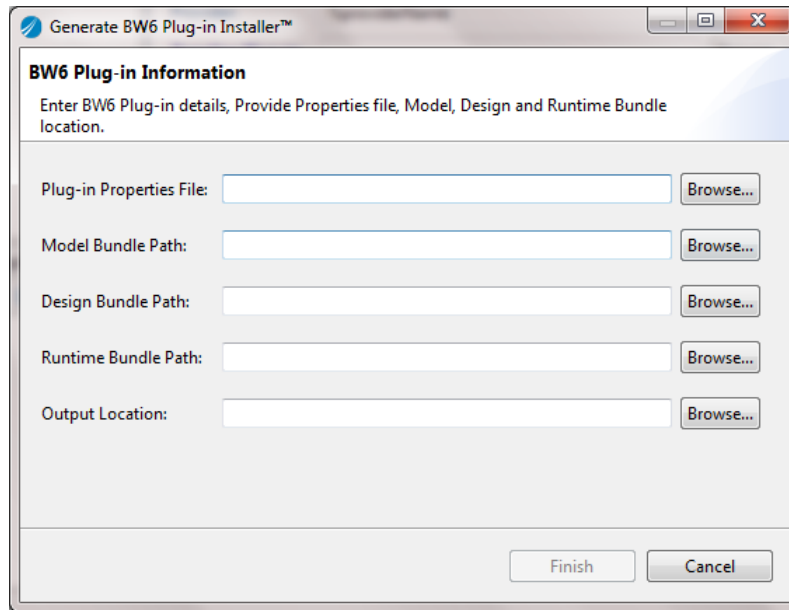 Generate BW6 Plug-in Installer™
BW6 Plug-in Information
Enter BW6 Plug-in details, Provide Properties file, Model, Design and Runtime Bundle
location.
Plug-in Properties File: Browse...
Model Bundle Path: Browse...
Design Bundle Path: Browse...
Runtime Bundle Path: Browse...
Output Location: Browse...
Finish Cancel